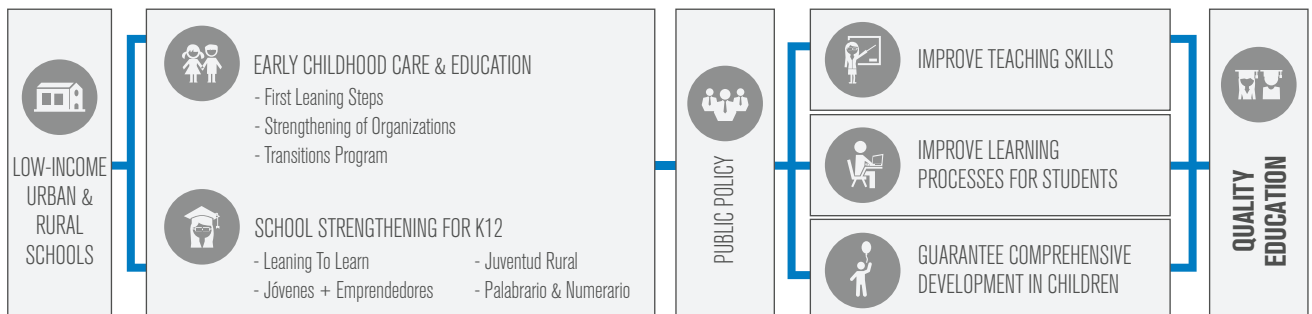 LOW-INCOME
URBAN &
RURAL
SCHOOLS
EARLY CHILDHOOD CARE & EDUCATION
- First Leaning Steps
- Strengthening of Organizations
- Transitions Program
SCHOOL STRENGTHENING FOR K12
- Leaning To Learn
- Jóvenes + Emprendedores
- Juventud Rural
- Palabrario & Numerario
PUBLIC POLICY
IMPROVE TEACHING SKILLS
IMPROVE LEARNING
PROCESSES FOR STUDENTS
GUARANTEE COMPREHENSIVE
DEVELOPMENT IN CHILDREN
QUALITY
EDUCATION